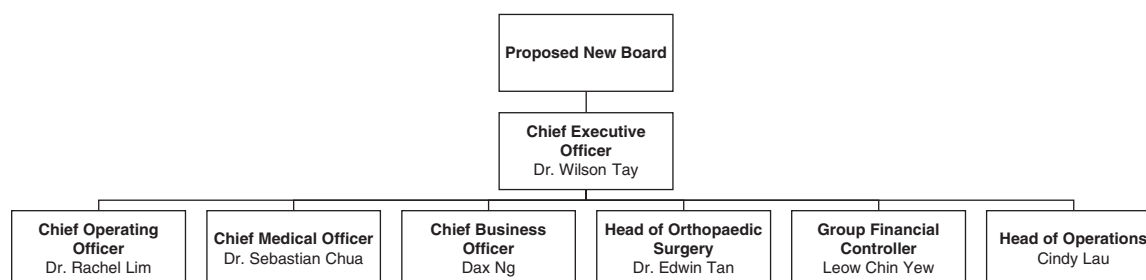 Proposed New Board
Chief Executive
Officer
Dr. Wilson Tay
Chief Operating
Officer
Dr. Rachel Lim
Chief Medical Officer
Dr. Sebastian Chua
Chief Business
Officer
Dax Ng
Head of Orthopaedic
Surgery
Dr. Edwin Tan
Group Financial
Controller
Leow Chin Yew
Head of Operations
Cindy Lau